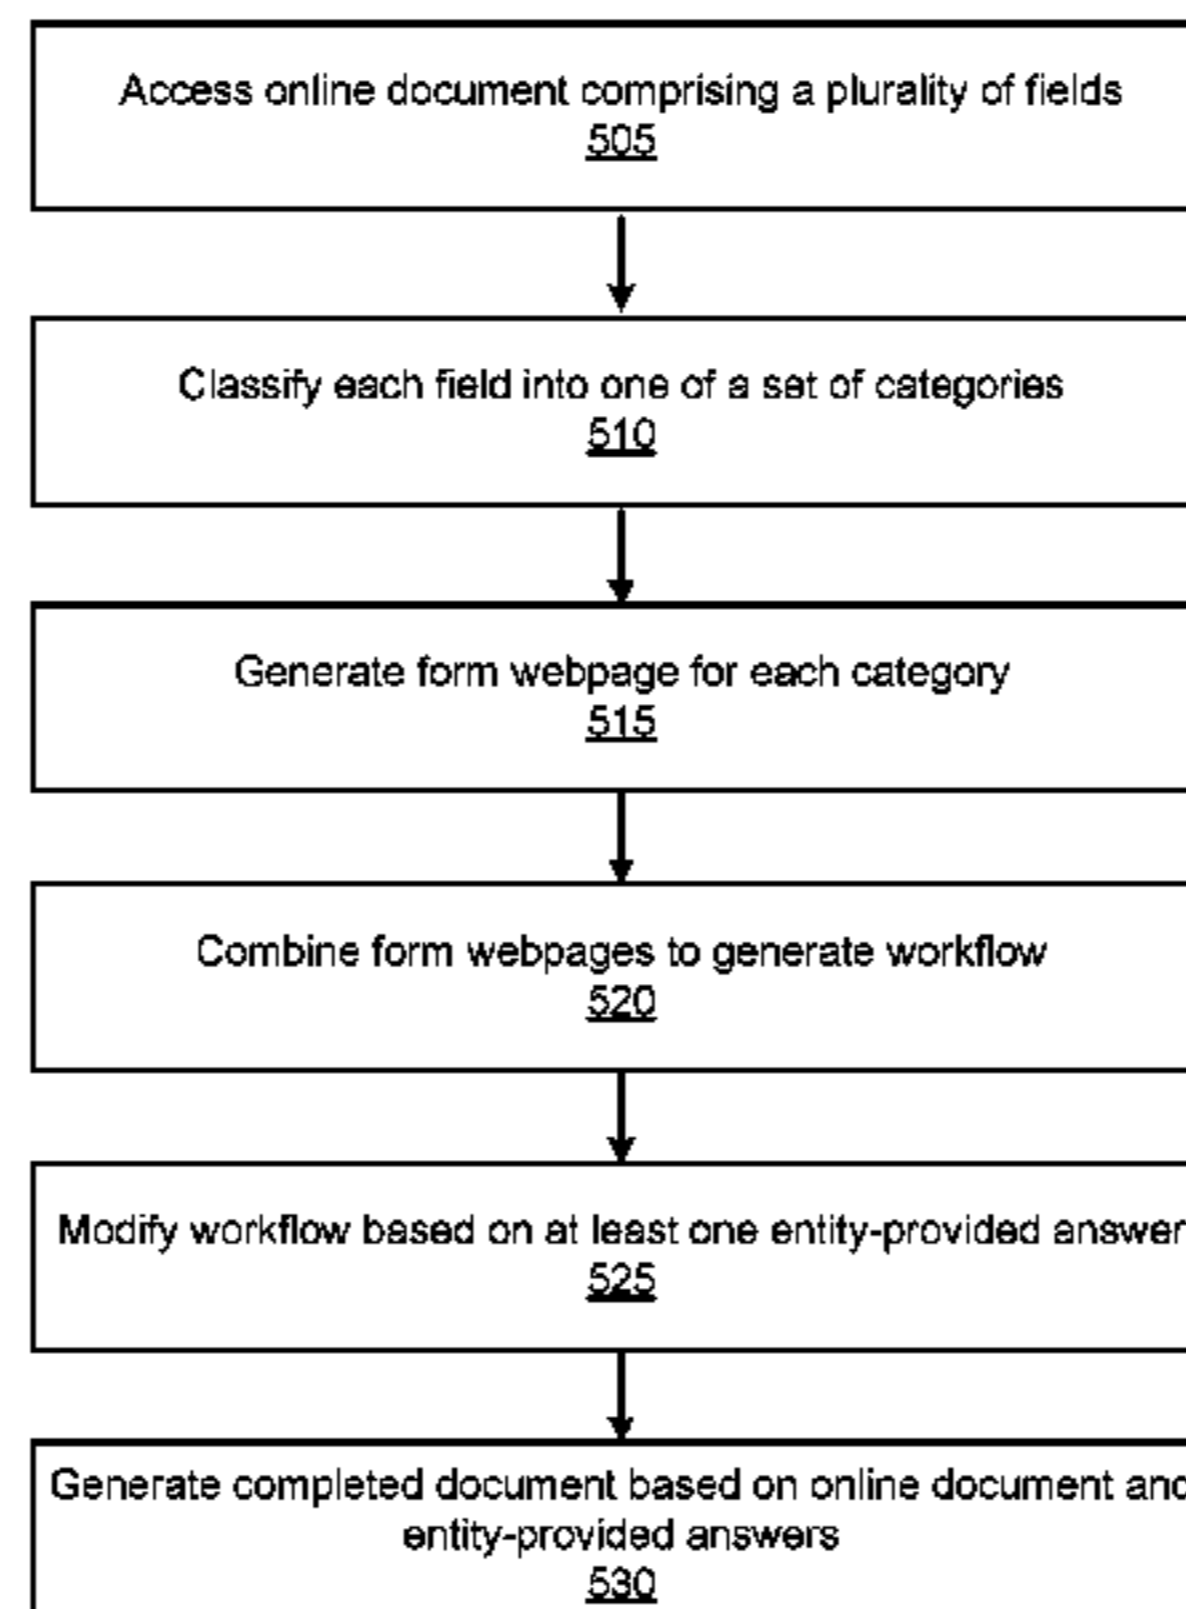 Access online document comprising a plurality of fields
505
Classify each field into one of a set of categories
510
Generate form webpage for each category
515
Combine form webpages to generate workflow
520
Modify workflow based on at least one entity-provided answer
525
Generate completed document based on online document and
entity-provided answers
530